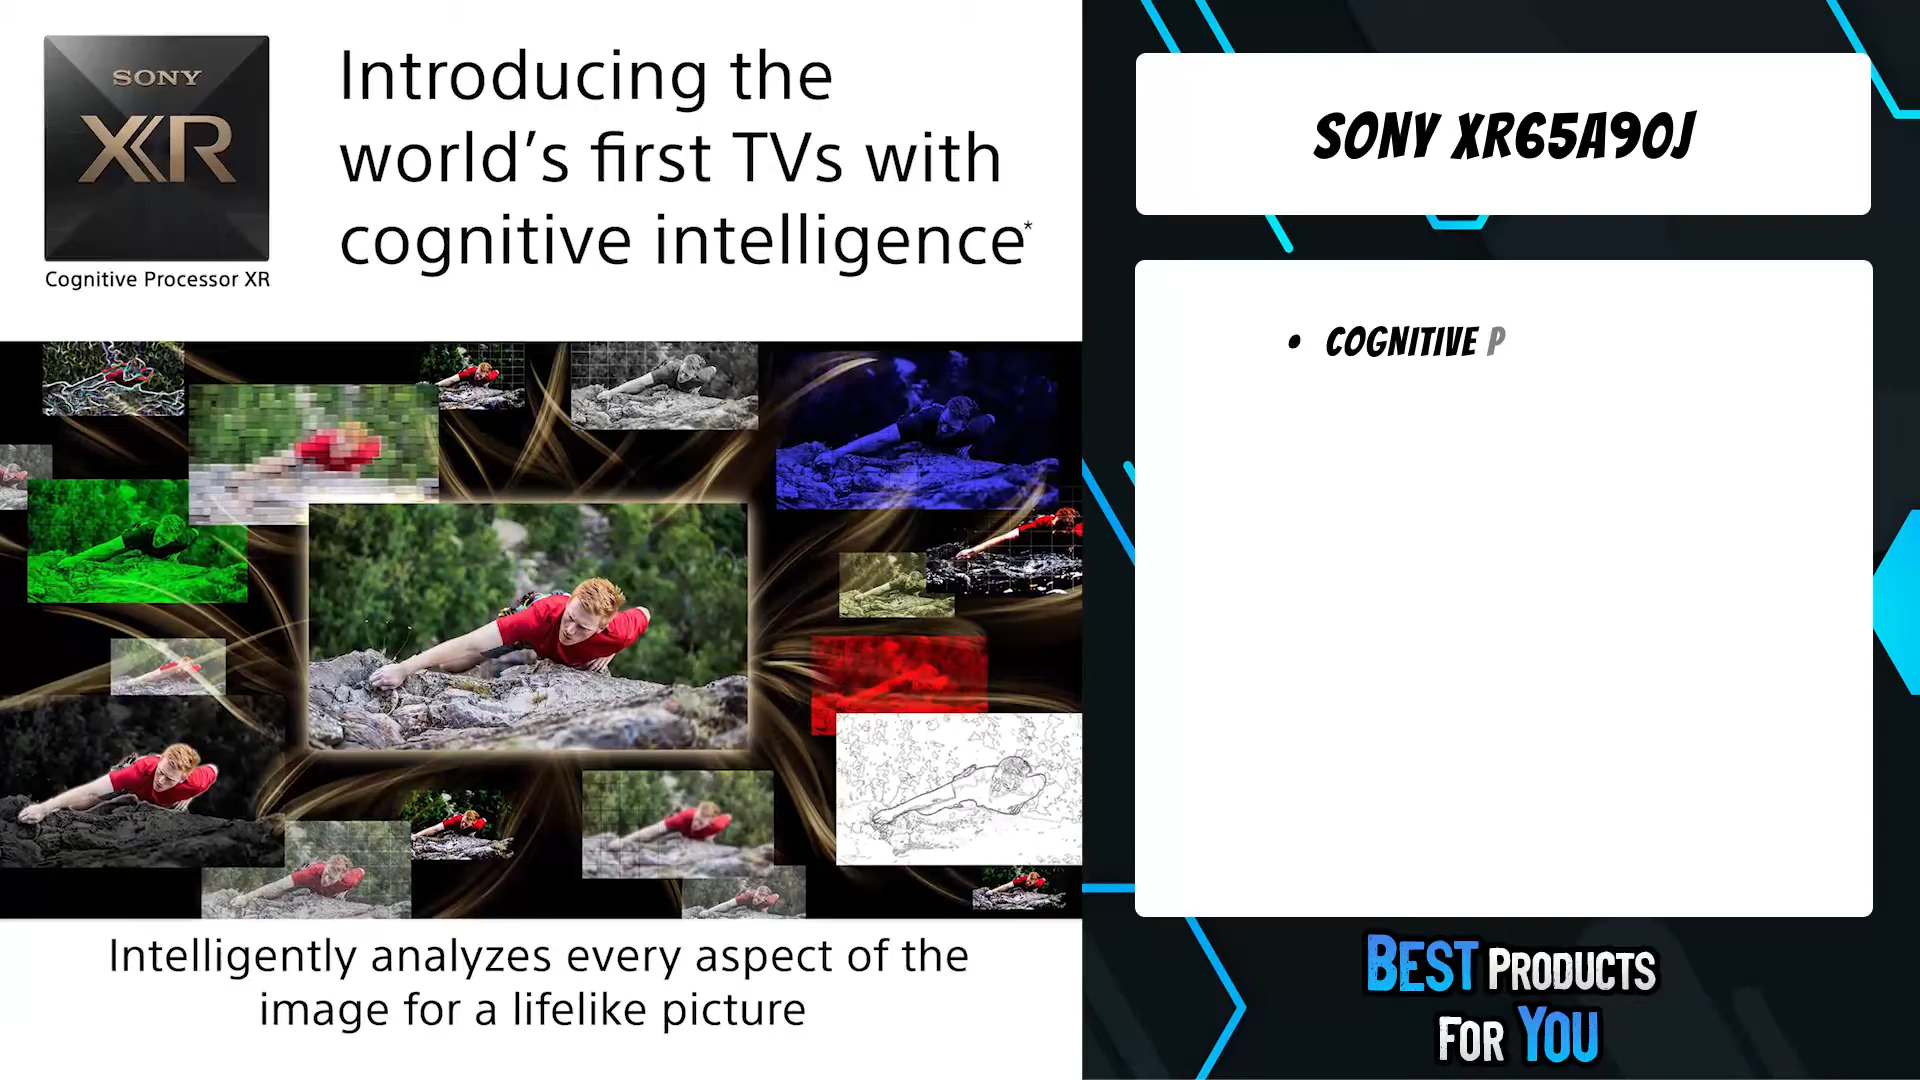 SONY
XR
Cognitive Processor XR
Introducing the
world’s first TVs with
cognitive intelligence*
SONY XR65A90J
• COGNITIVE P
Intelligently analyzes every aspect of the
image for a lifelike picture
BEST PRODUCTS
FOR YOU